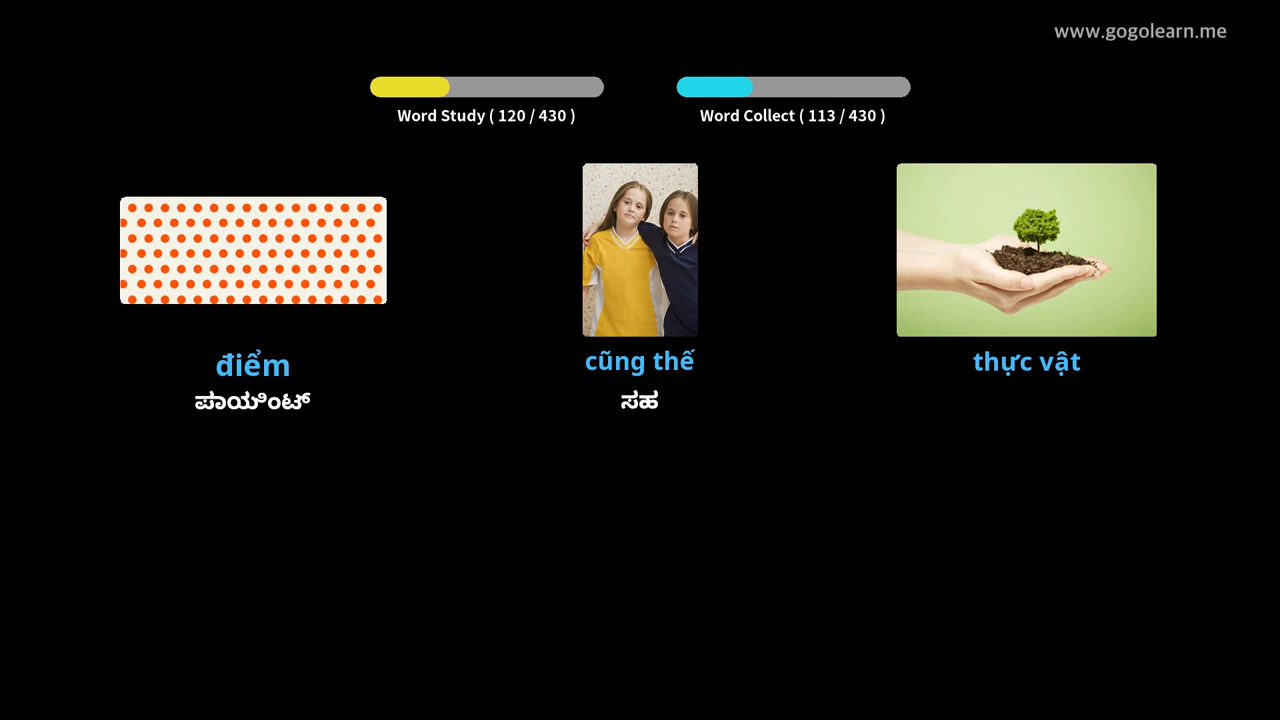 www.gogolearn.me
Word Study ( 120 / 430 )
Word Collect ( 113 / 430 )
điểm
cũng thế
thực vật
ಪಾಯಿಂಟ್
ಸಹ